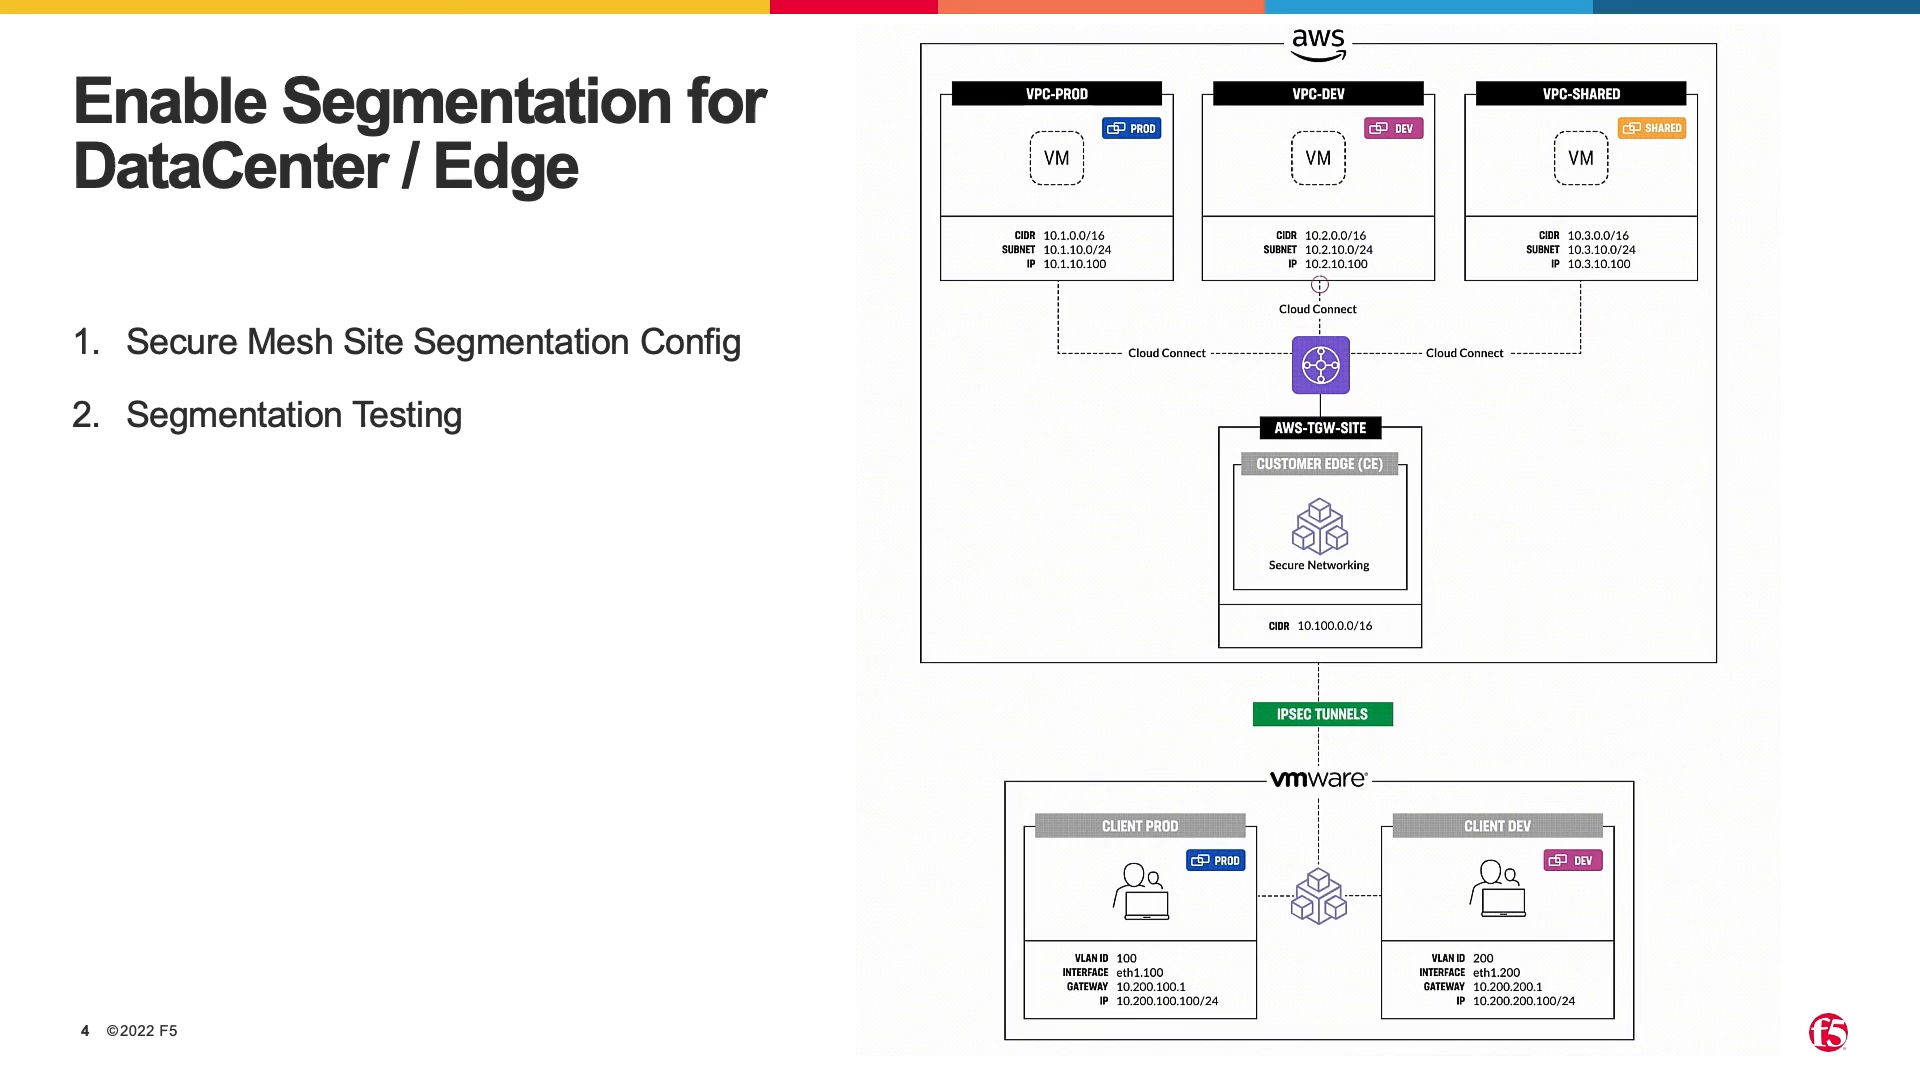 Enable Segmentation for
DataCenter / Edge
1. Secure Mesh Site Segmentation Config
2. Segmentation Testing
aws
VPC-PROD
PROD
VM
CIDR 10.1.0.0/16
SUBNET 10.1.10.0/24
IP 10.1.10.100
VPC-DEV
DEV
VM
CIDR 10.2.0.0/16
SUBNET 10.2.10.0/24
IP 10.2.10.100
VPC-SHARED
SHARED
VM
CIDR 10.3.0.0/16
SUBNET 10.3.10.0/24
IP 10.3.10.100
Cloud Connect
Cloud Connect
Cloud Connect
AWS-TGW-SITE
CUSTOMER EDGE (CE)
Secure Networking
CIDR 10.100.0.0/16
IPSEC TUNNELS
vmware®
CLIENT PROD
PROD
VLAN ID 100
INTERFACE eth1.100
GATEWAY 10.200.100.1
IP 10.200.100.100/24
CLIENT DEV
DEV
VLAN ID 200
INTERFACE eth1.200
GATEWAY 10.200.200.1
IP 10.200.200.100/24
4 ©2022 F5
f5